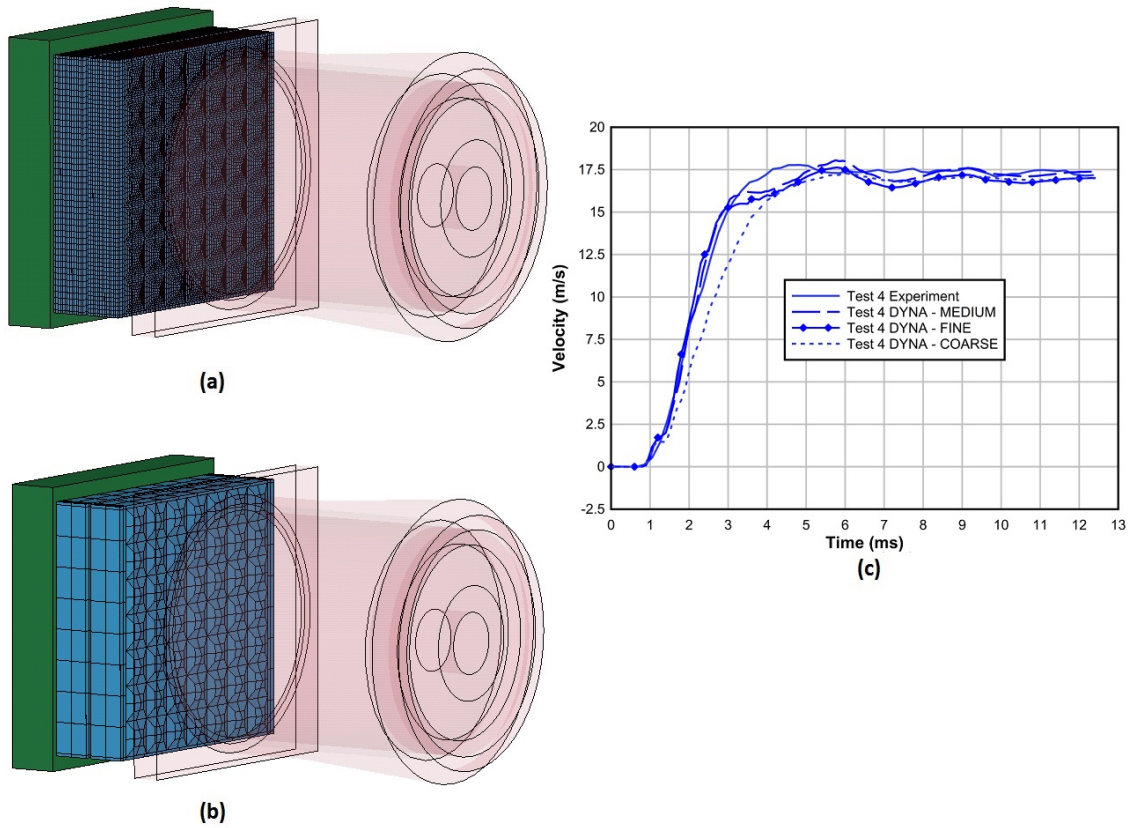 (a)
(b)
20
17.5
15
12.5
10
7.5
5
2.5
0
-2.5
Velocity (m/s)
Test 4 Experiment
Test 4 DYNA - MEDIUM
Test 4 DYNA - FINE
Test 4 DYNA - COARSE
0 1 2 3 4 5 6 7 8 9 10 11 12 13
Time (ms)
(c)